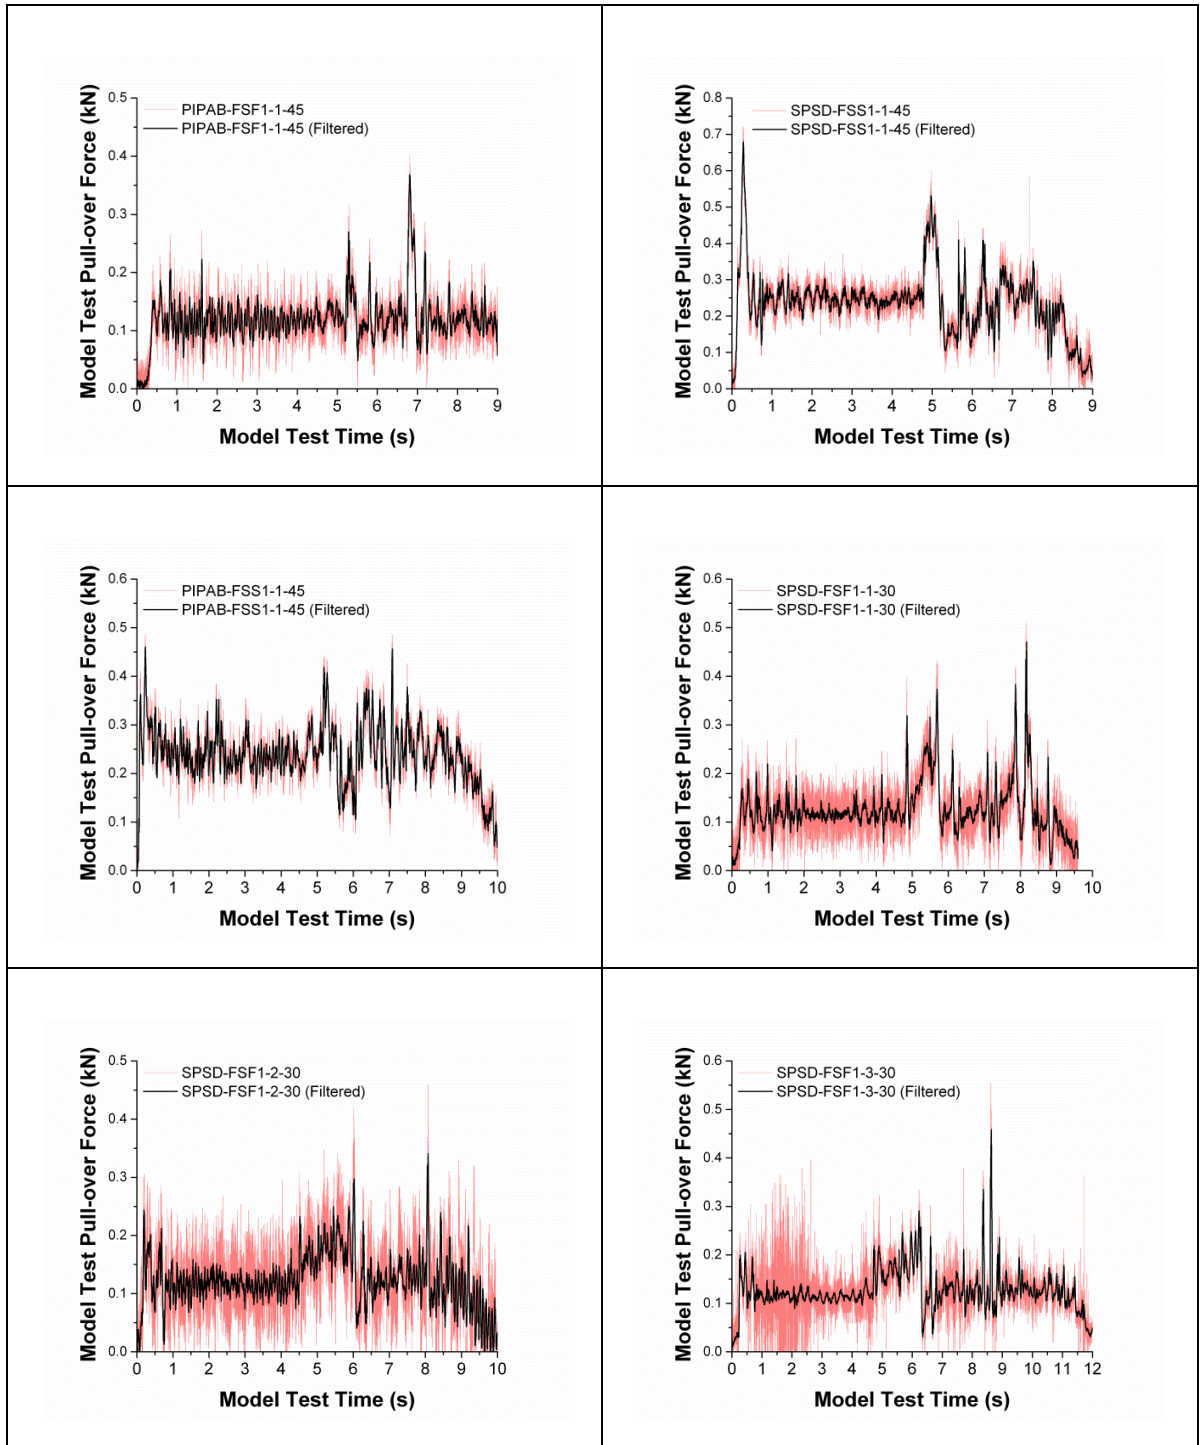 PIPAB-FSF1-1-45
PIPAB-FSF1-1-45 (Filtered)
Model Test Pull-over Force (kN)
0.5
0.4
0.3
0.2
0.1
0.0
0 1 2 3 4 5 6 7 8 9
Model Test Time (s)
SPSD-FSS1-1-45
SPSD-FSS1-1-45 (Filtered)
Model Test Pull-over Force (kN)
0.8
0.7
0.6
0.5
0.4
0.3
0.2
0.1
0.0
0 1 2 3 4 5 6 7 8 9
Model Test Time (s)
PIPAB-FSS1-1-45
PIPAB-FSS1-1-45 (Filtered)
Model Test Pull-over Force (kN)
0.6
0.5
0.4
0.3
0.2
0.1
0.0
0 1 2 3 4 5 6 7 8 9 10
Model Test Time (s)
SPSD-FSF1-1-30
SPSD-FSF1-1-30 (Filtered)
Model Test Pull-over Force (kN)
0.6
0.5
0.4
0.3
0.2
0.1
0.0
0 1 2 3 4 5 6 7 8 9 10
Model Test Time (s)
SPSD-FSF1-2-30
SPSD-FSF1-2-30 (Filtered)
Model Test Pull-over Force (kN)
0.5
0.4
0.3
0.2
0.1
0.0
0 1 2 3 4 5 6 7 8 9 10
Model Test Time (s)
SPSD-FSF1-3-30
SPSD-FSF1-3-30 (Filtered)
Model Test Pull-over Force (kN)
0.6
0.5
0.4
0.3
0.2
0.1
0.0
0 1 2 3 4 5 6 7 8 9 10 11 12
Model Test Time (s)